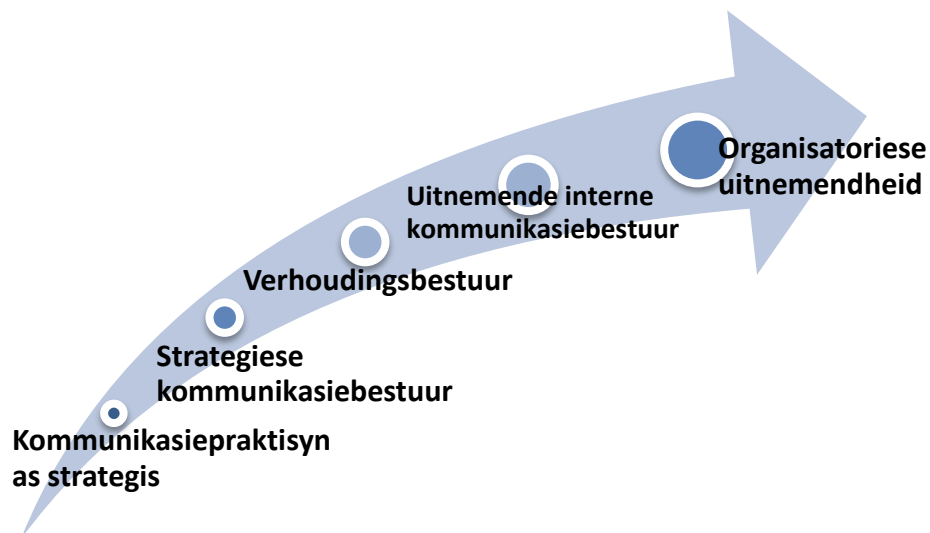 Organisatoriese
uitnemendheid
Uitnemende interne
kommunikasiebestuur
Verhoudingsbestuur
Strategiese
kommunikasiebestuur
Kommunikasiepraktisyn
as strategis